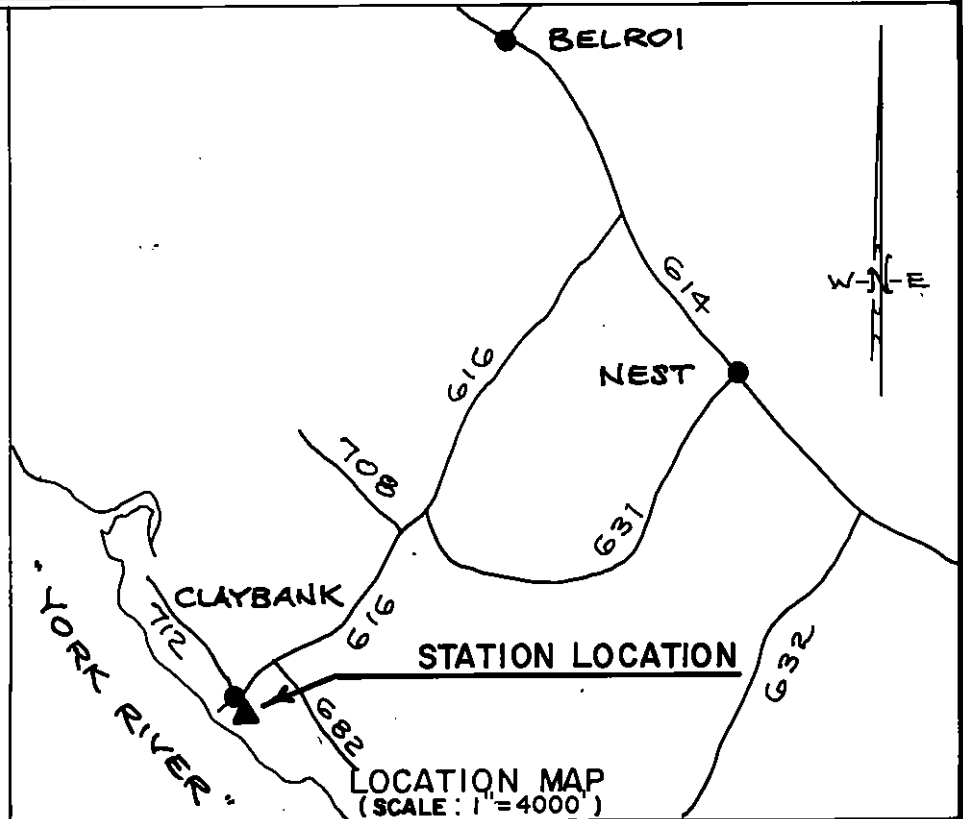 BELROI
W-N-E
614
NEST
616
708
631
CLAYBANK
712
616
632
STATION LOCATION
682
"YORK RIVER"
LOCATION MAP
(SCALE: 1"=4000')